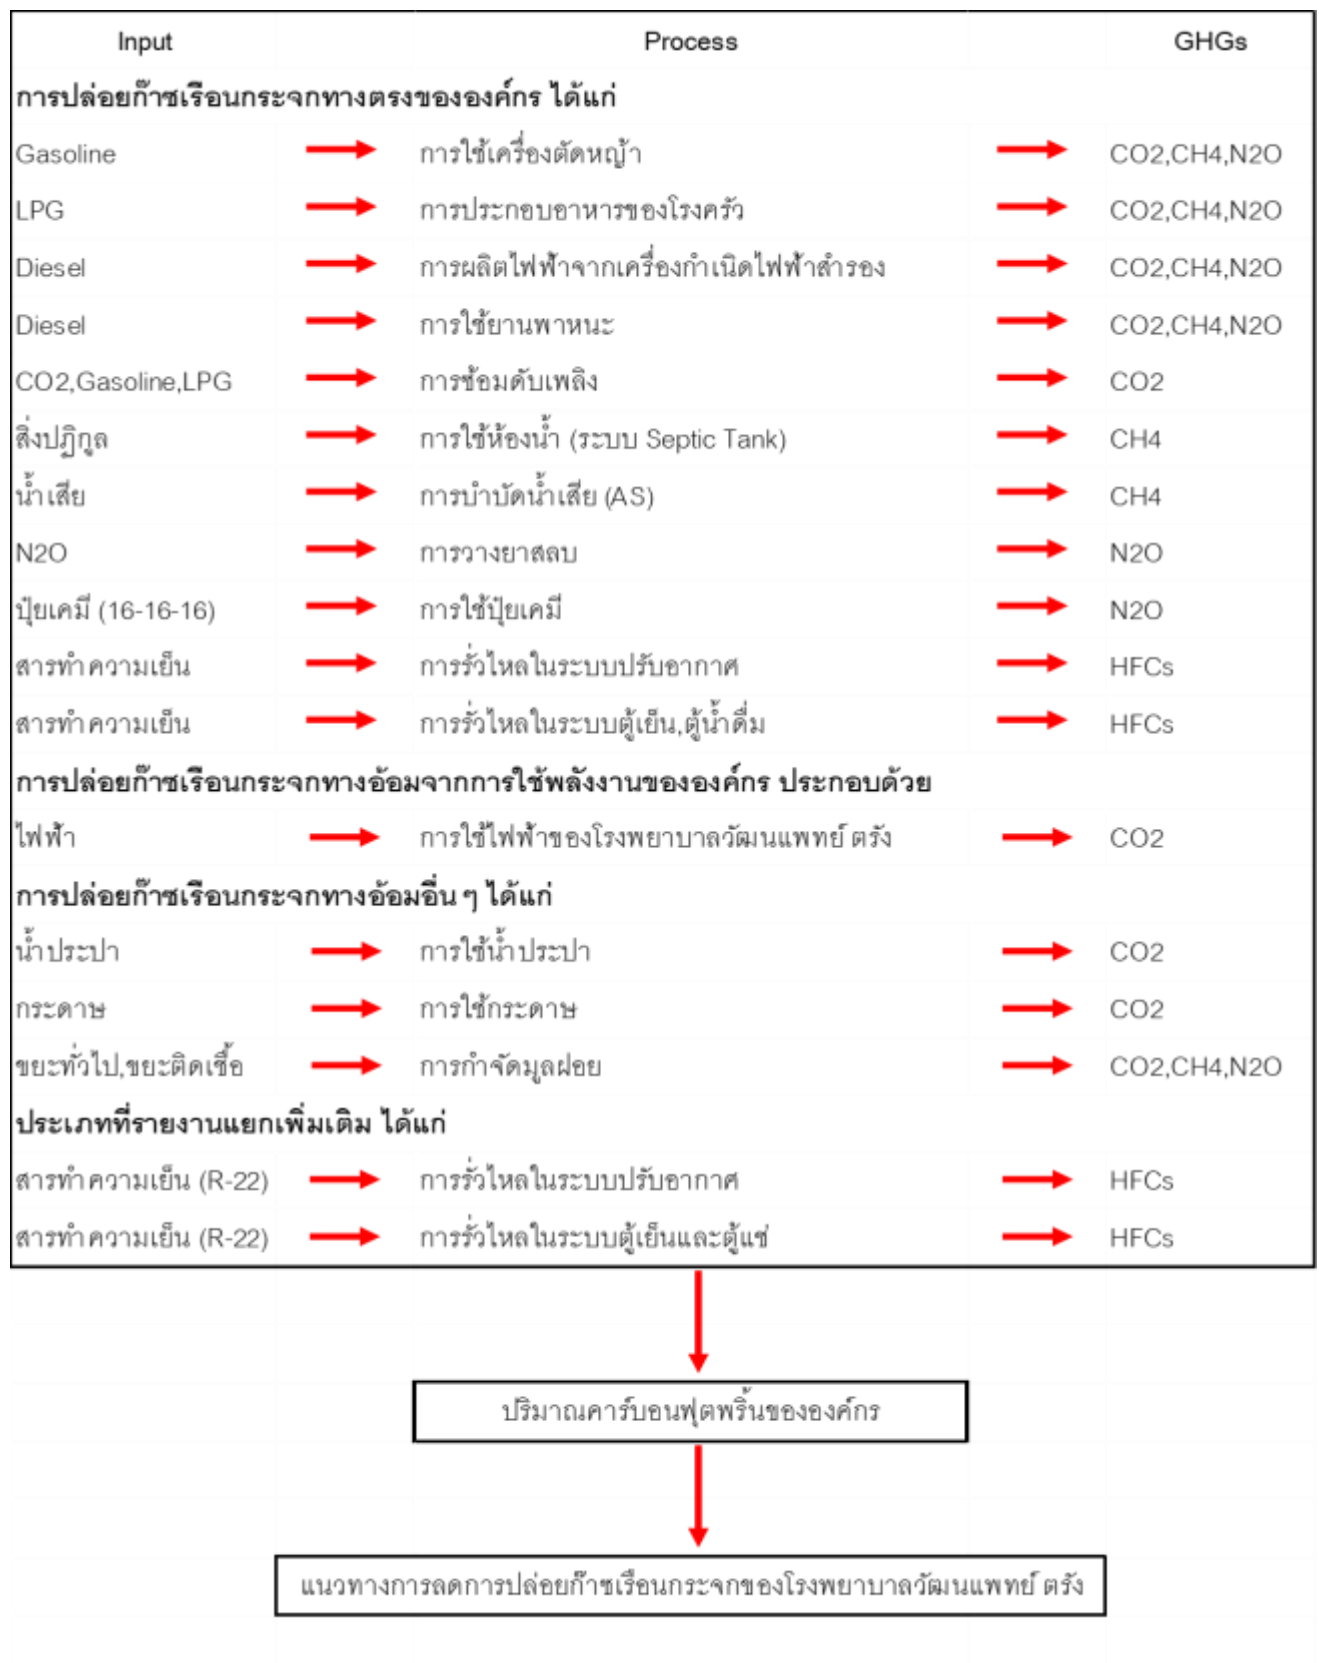 Input Process GHGs
การปล่อยก๊าซเรือนกระจกทางตรงขององค์กร ได้แก่
Gasoline การใช้เครื่องตัดหญ้า CO2,CH4,N2O
LPG การประกอบอาหารของโรงครัว CO2,CH4,N2O
Diesel การผลิตไฟฟ้าจากเครื่องกำเนิดไฟฟ้าสำรอง CO2,CH4,N2O
Diesel การใช้ยานพาหนะ CO2,CH4,N2O
CO2,Gasoline,LPG การซ้อมดับเพลิง CO2
สิ่งปฏิกูล การใช้ห้องน้ำ (ระบบ Septic Tank) CH4
น้ำเสีย การบำบัดน้ำเสีย (AS) CH4
N2O การวางยาสลบ N2O
ปุ๋ยเคมี (16-16-16) การใช้ปุ๋ยเคมี N2O
สารทำความเย็น การรั่วไหลในระบบปรับอากาศ HFCs
สารทำความเย็น การรั่วไหลในระบบตู้เย็น,ตู้น้ำดื่ม HFCs
การปล่อยก๊าซเรือนกระจกทางอ้อมจากการใช้พลังงานขององค์กร ประกอบด้วย
ไฟฟ้า การใช้ไฟฟ้าของโรงพยาบาลวัฒนแพทย์ ตรัง CO2
การปล่อยก๊าซเรือนกระจกทางอ้อมอื่น ๆ ได้แก่
น้ำประปา การใช้น้ำประปา CO2
กระดาษ การใช้กระดาษ CO2
ขยะทั่วไป,ขยะติดเชื้อ การกำจัดมูลฝอย CO2,CH4,N2O
ประเภทที่รายงานแยกเพิ่มเติม ได้แก่
สารทำความเย็น (R-22) การรั่วไหลในระบบปรับอากาศ HFCs
สารทำความเย็น (R-22) การรั่วไหลในระบบตู้เย็นและตู้แช่ HFCs
ปริมาณคาร์บอนฟุตพริ้นขององค์กร
แนวทางการลดการปล่อยก๊าซเรือนกระจกของโรงพยาบาลวัฒนแพทย์ ตรัง